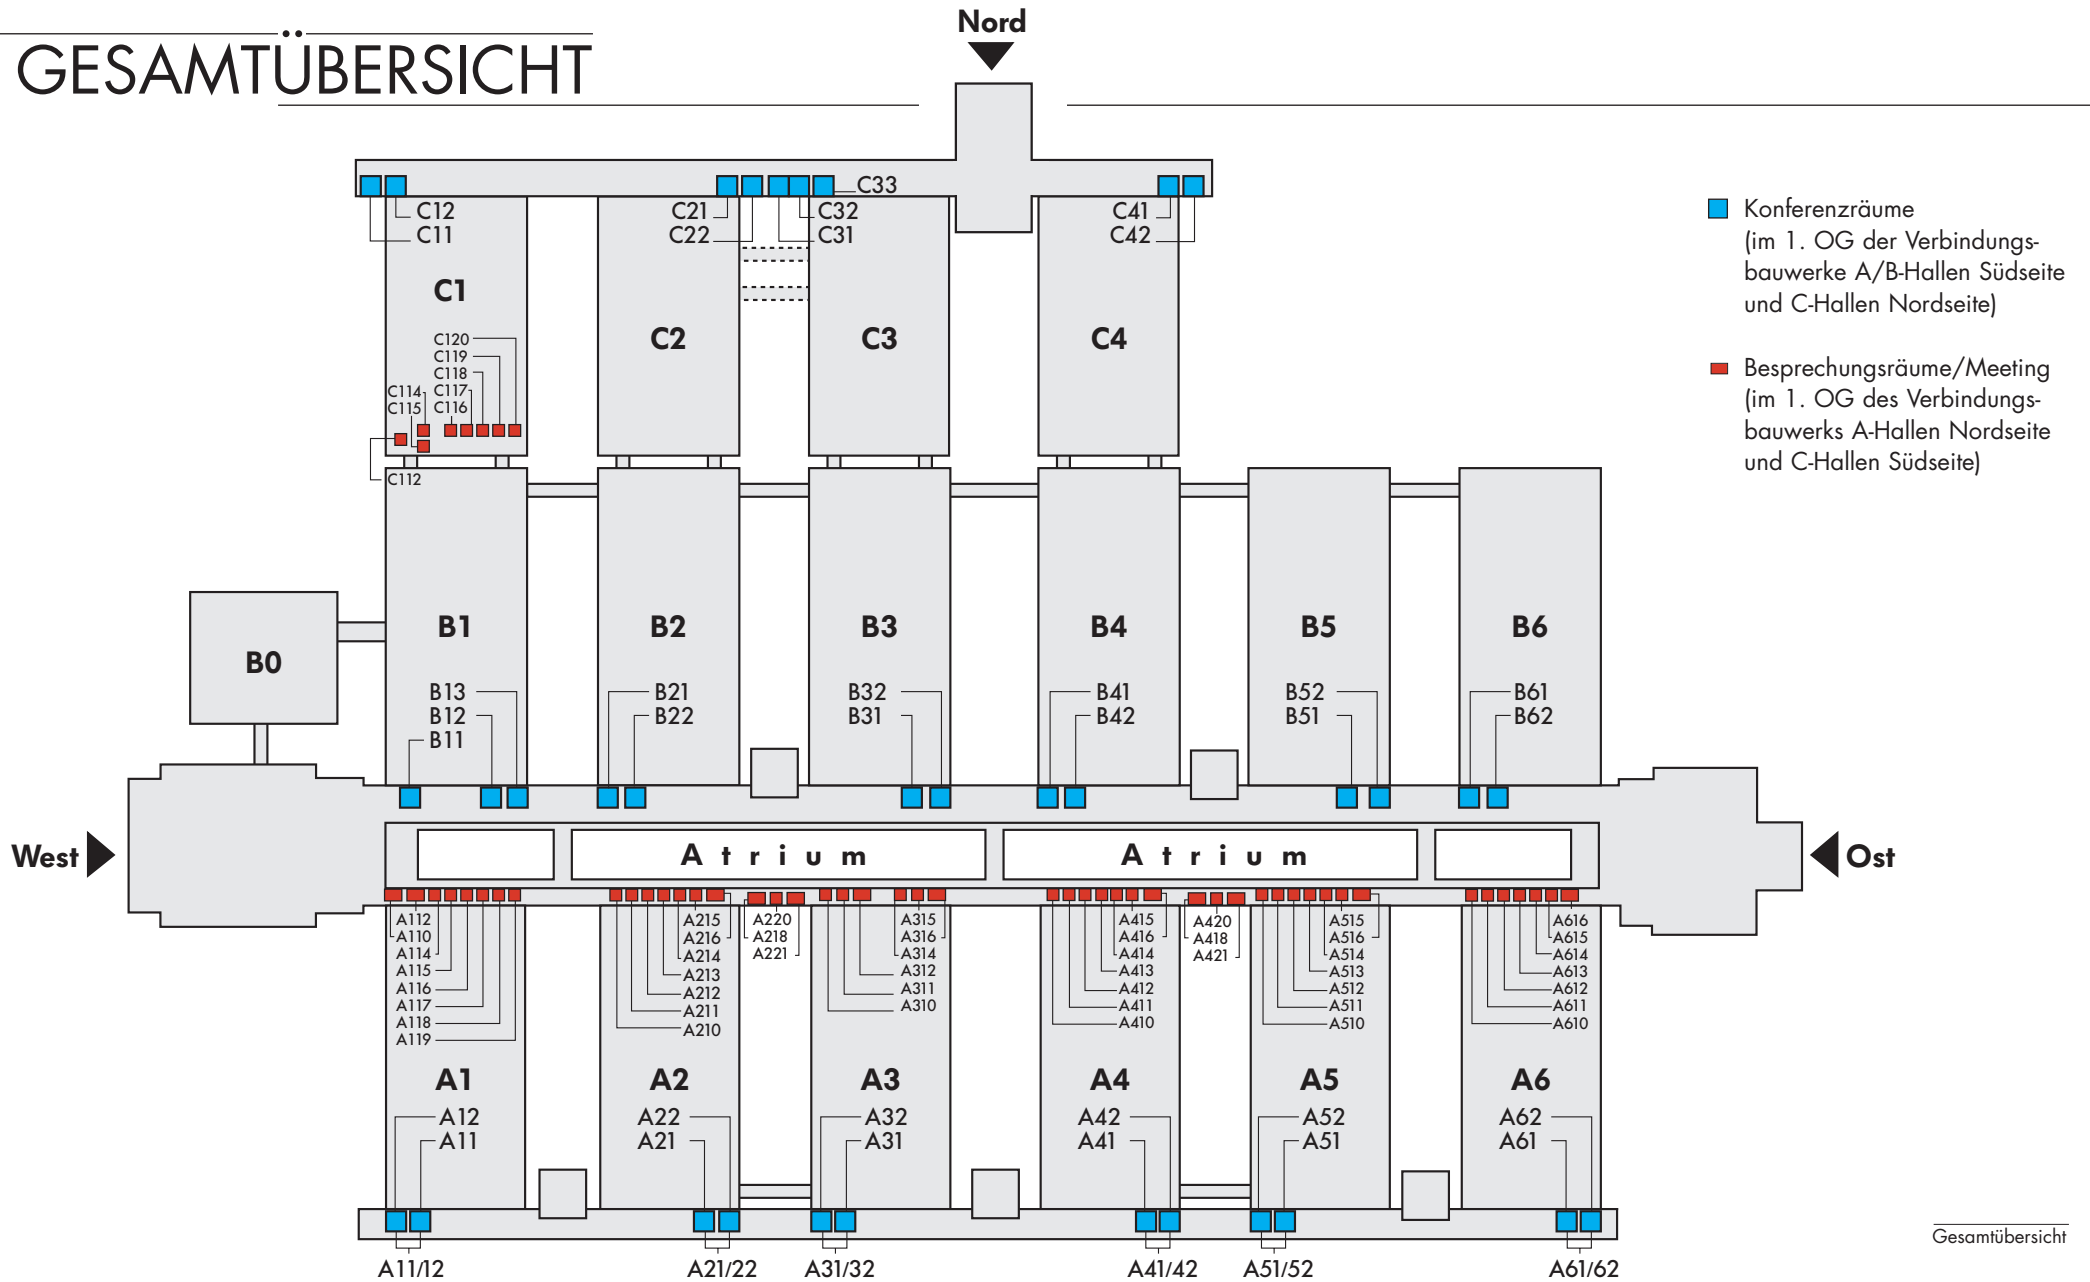 Nord
GESAMTÜBERSICHT
C33
C12
C11
C21
C22
C32
C31
C41
C42
Konferenzräume
(im 1. OG der Verbindungs-
bauwerke A/B-Hallen Südseite
und C-Hallen Nordseite)
Besprechungsräume/Meeting
(im 1. OG des Verbindungs-
bauwerks A-Hallen Nordseite
und C-Hallen Südseite)
C1
C2
C3
C4
C120
C119
C118
C117
C116
C114
C115
C112
B0
B1
B2
B3
B4
B5
B6
B13
B12
B11
B21
B22
B32
B31
B41
B42
B52
B51
B61
B62
West
Atrium
Atrium
Ost
A112
A110
A114
A115
A116
A117
A118
A119
A215
A216
A214
A213
A212
A211
A210
A220
A218
A221
A315
A316
A314
A312
A311
A310
A415
A416
A414
A413
A412
A411
A410
A420
A418
A421
A515
A516
A514
A513
A512
A511
A510
A616
A615
A614
A613
A612
A611
A610
A1
A2
A3
A4
A5
A6
A12
A11
A22
A21
A32
A31
A42
A41
A52
A51
A62
A61
A11/12
A21/22
A31/32
A41/42
A51/52
A61/62
Gesamtübersicht